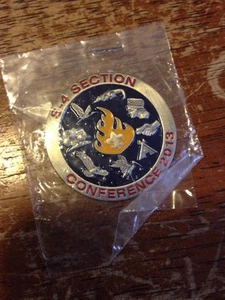 S-4 SECTION
CONFERENCE 2013